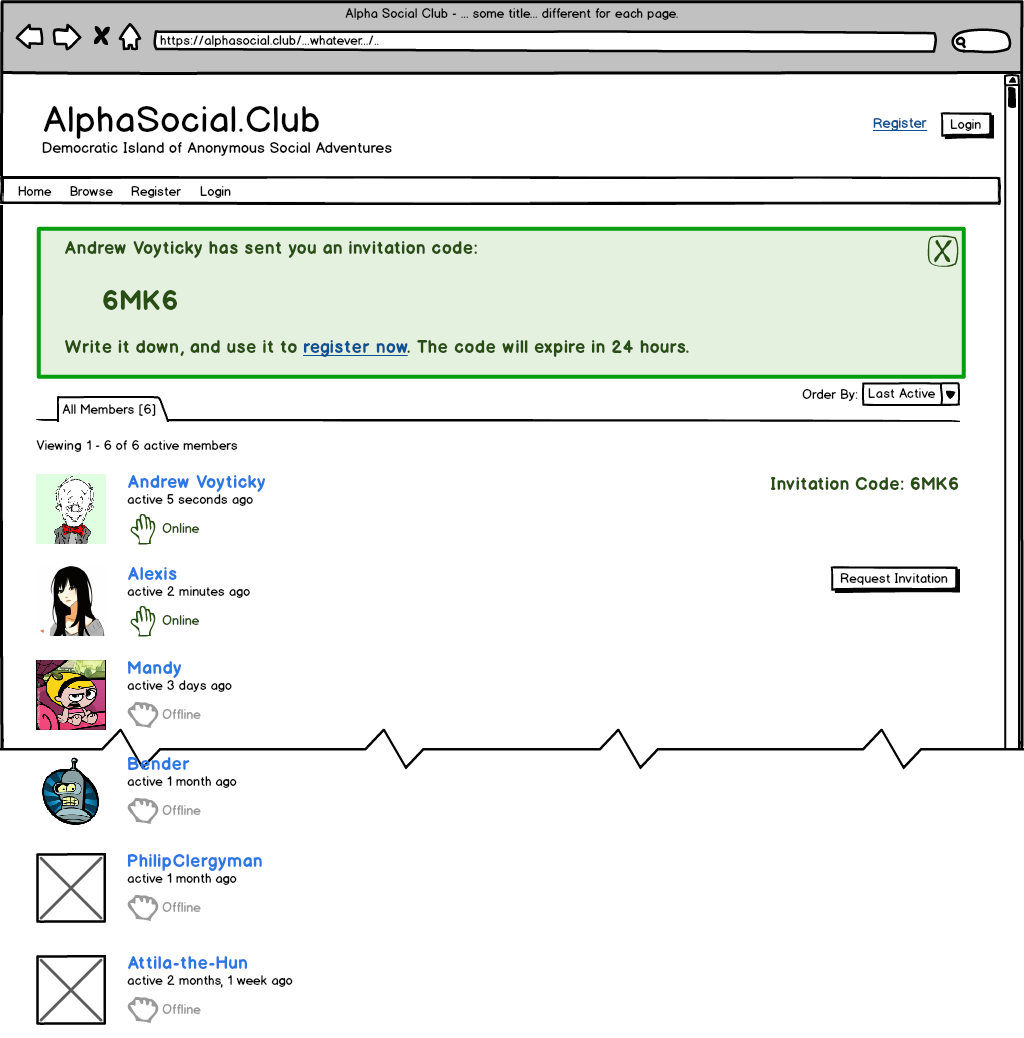 Alpha Social Club - ... some title... different for each page.
https://alphasocial.club/...whatever.../..
AlphaSocial.Club
Democratic Island of Anonymous Social Adventures
Register
Login
Home
Browse
Register
Login
Andrew Voyticky has sent you an invitation code:
X
6MK6
Write it down, and use it to register now. The code will expire in 24 hours.
Order By: Last Active
All Members [6]
Viewing 1 - 6 of 6 active members
Andrew Voyticky
active 5 seconds ago
Online
Invitation Code: 6MK6
Alexis
active 2 minutes ago
Online
Request Invitation
Mandy
active 3 days ago
Offline
Bender
active 1 month ago
Offline
PhilipClergyman
active 1 month ago
Offline
Attila-the-Hun
active 2 months, 1 week ago
Offline